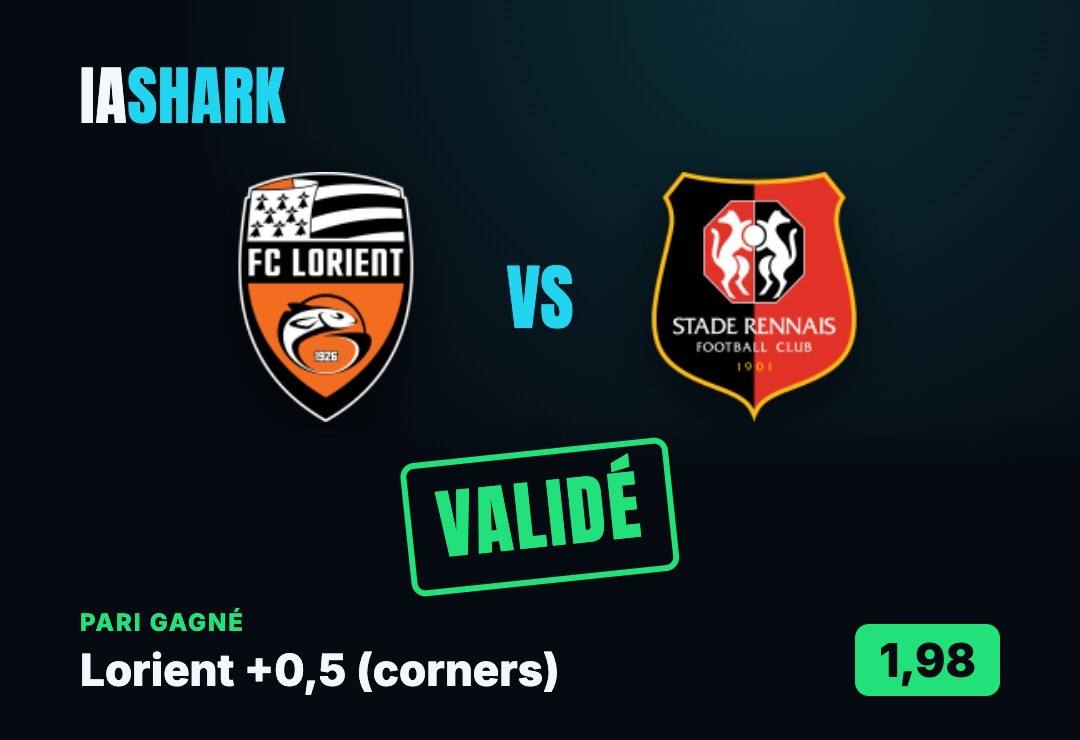 IASHARK
FC LORIENT
1926
VS
STADE RENNAIS
FOOTBALL CLUB
1901
VALIDÉ
PARI GAGNÉ
Lorient +0,5 (corners)
1,98